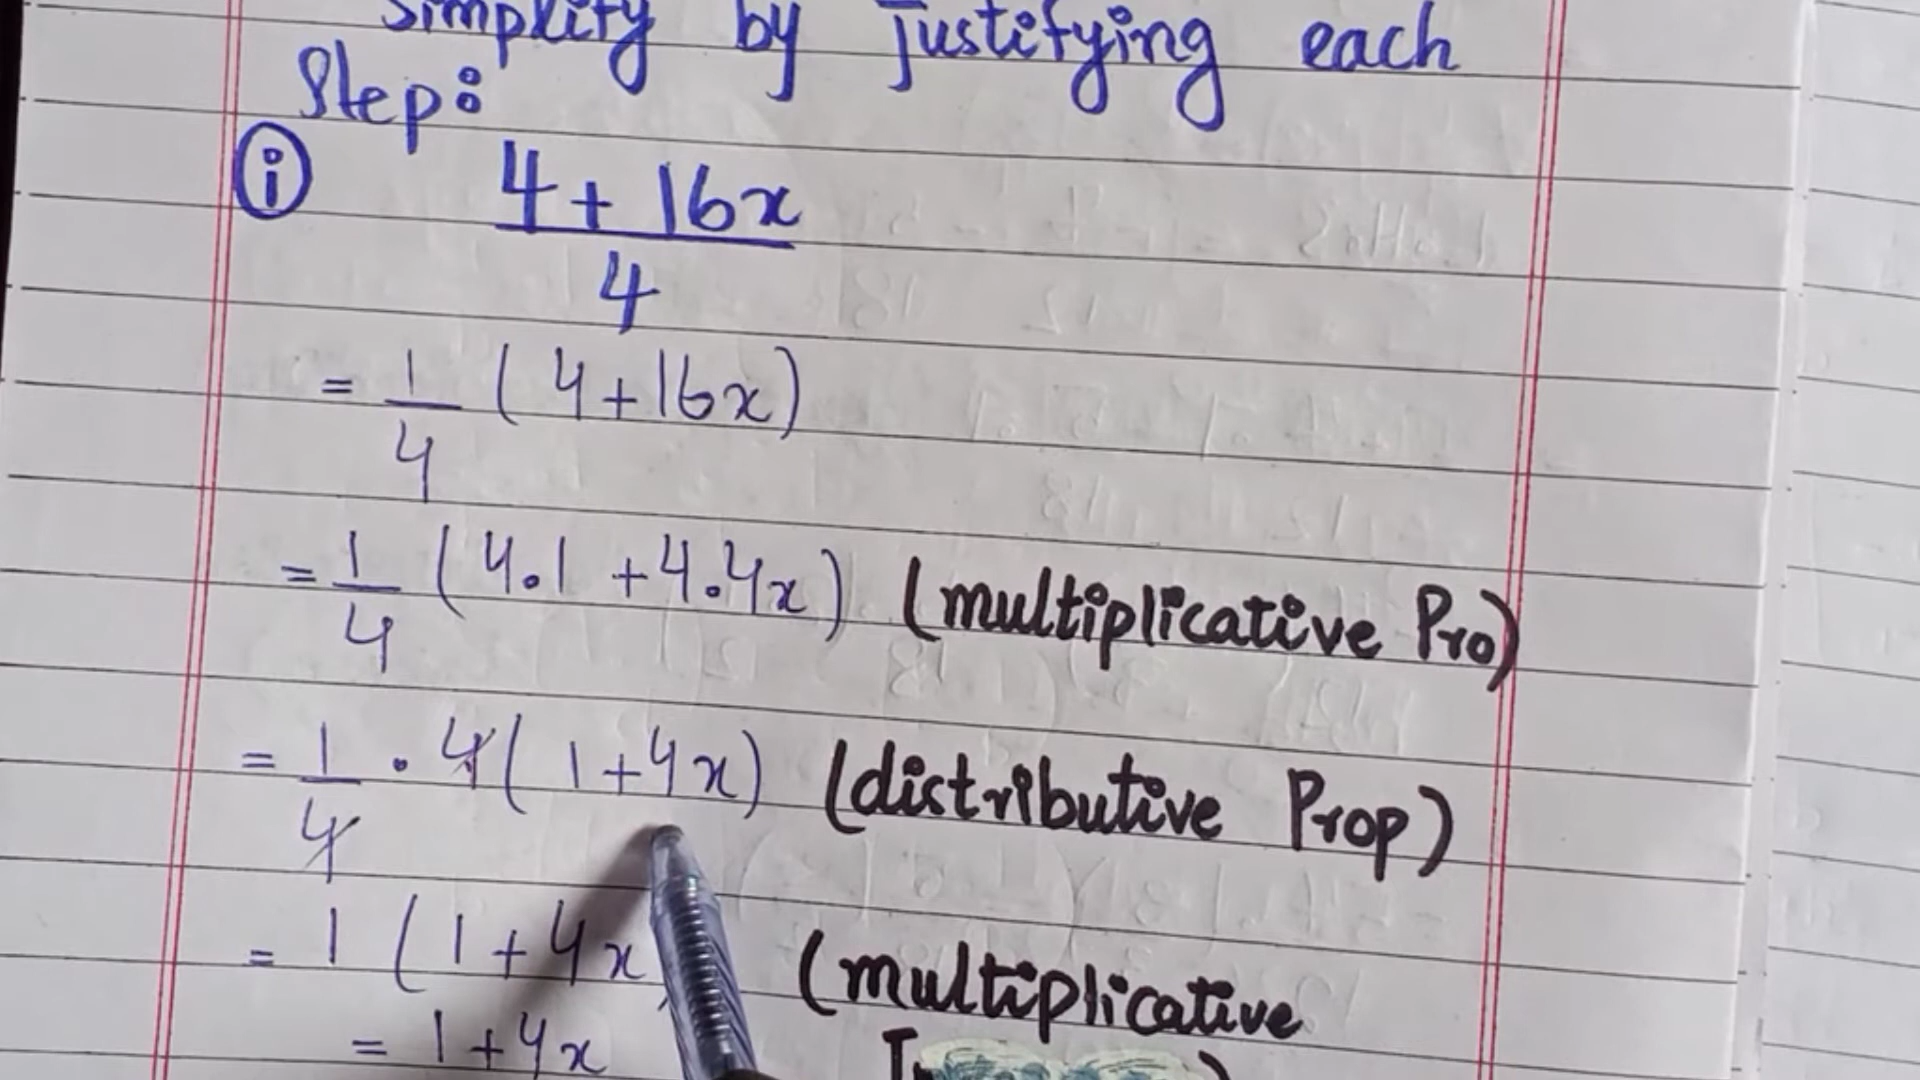 Simplify by justifying each
Step:
(i) 4 + 16x
4
= 1/4 (4+16x)
= 1/4 (4.1 + 4.4x) (multiplicative Pro)
= 1/4 . 4(1+4x) (distributive Prop)
= 1 (1+4x (multiplicative
= 1+4x